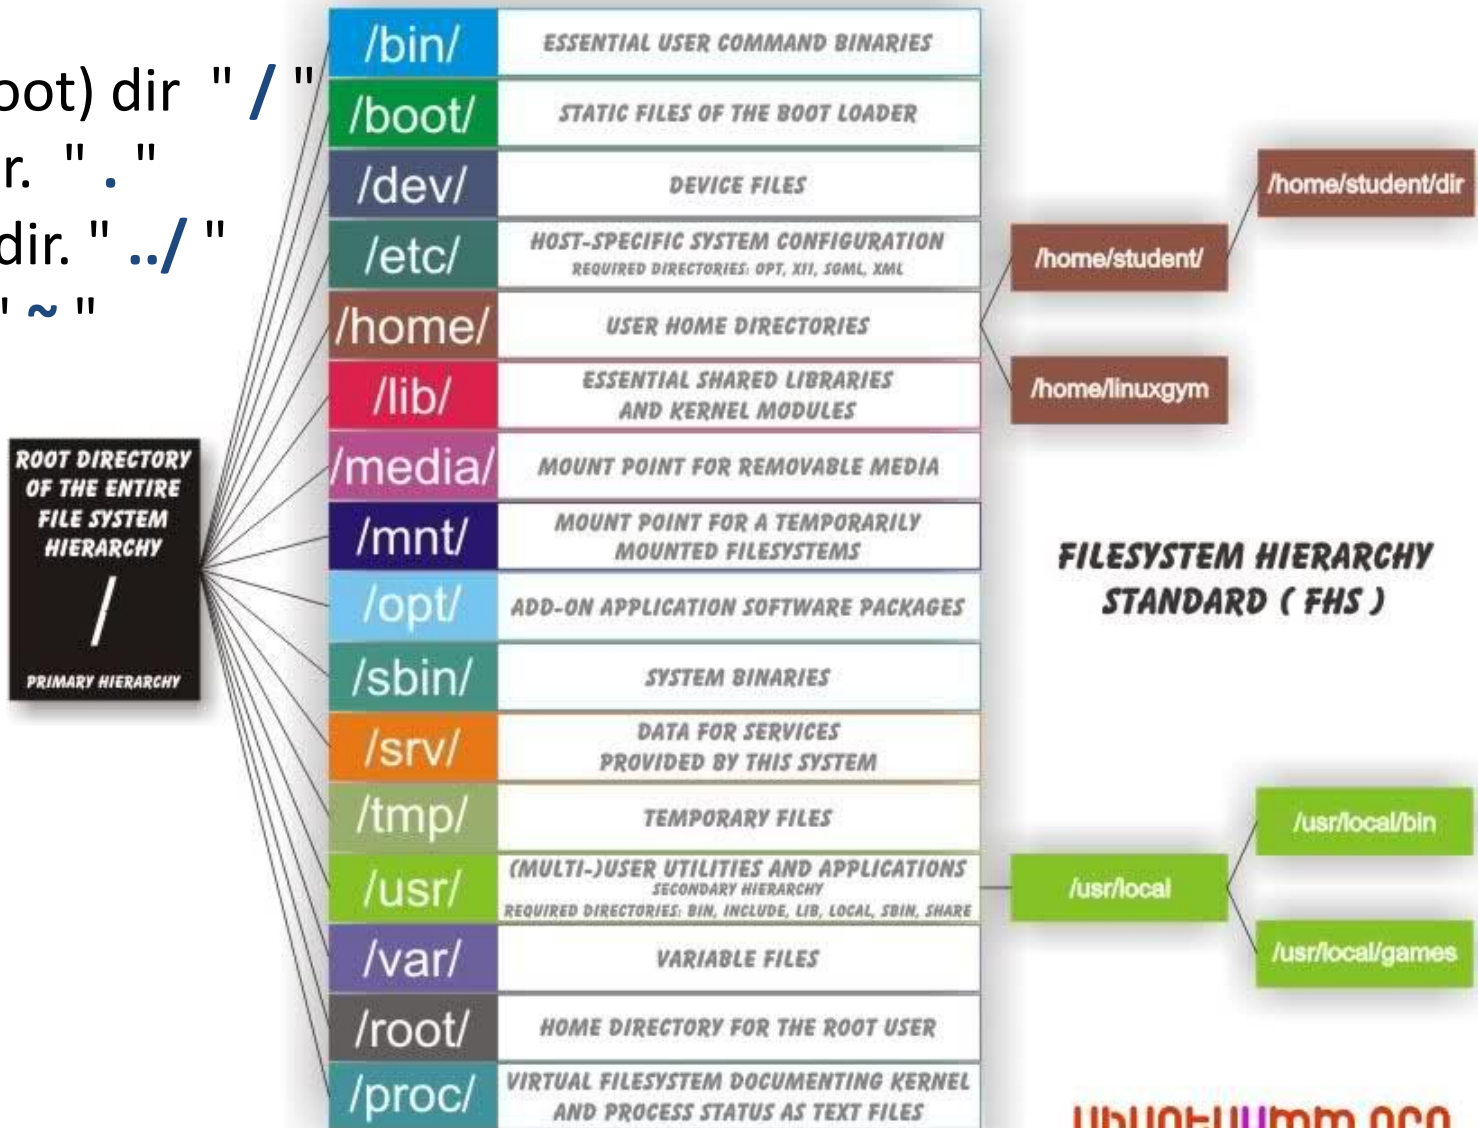 oot) dir " / "
r. " . "
dir. " ../ "
" ~ "
ROOT DIRECTORY
OF THE ENTIRE
FILE SYSTEM
HIERARCHY
/
PRIMARY HIERARCHY
/bin/
ESSENTIAL USER COMMAND BINARIES
/boot/
STATIC FILES OF THE BOOT LOADER
/dev/
DEVICE FILES
/etc/
HOST-SPECIFIC SYSTEM CONFIGURATION
REQUIRED DIRECTORIES: OPT, XII, SGML, XML
/home/
USER HOME DIRECTORIES
/lib/
ESSENTIAL SHARED LIBRARIES
AND KERNEL MODULES
/media/
MOUNT POINT FOR REMOVABLE MEDIA
/mnt/
MOUNT POINT FOR A TEMPORARILY
MOUNTED FILESYSTEMS
/opt/
ADD-ON APPLICATION SOFTWARE PACKAGES
/sbin/
SYSTEM BINARIES
/srv/
DATA FOR SERVICES
PROVIDED BY THIS SYSTEM
/tmp/
TEMPORARY FILES
/usr/
(MULTI-)USER UTILITIES AND APPLICATIONS
SECONDARY HIERARCHY
REQUIRED DIRECTORIES: BIN, INCLUDE, LIB, LOCAL, SBIN, SHARE
/var/
VARIABLE FILES
/root/
HOME DIRECTORY FOR THE ROOT USER
/proc/
VIRTUAL FILESYSTEM DOCUMENTING KERNEL
AND PROCESS STATUS AS TEXT FILES
/home/student/dir
/home/student/
/home/linuxgym
FILESYSTEM HIERARCHY
STANDARD ( FHS )
/usr/local/bin
/usr/local
/usr/local/games